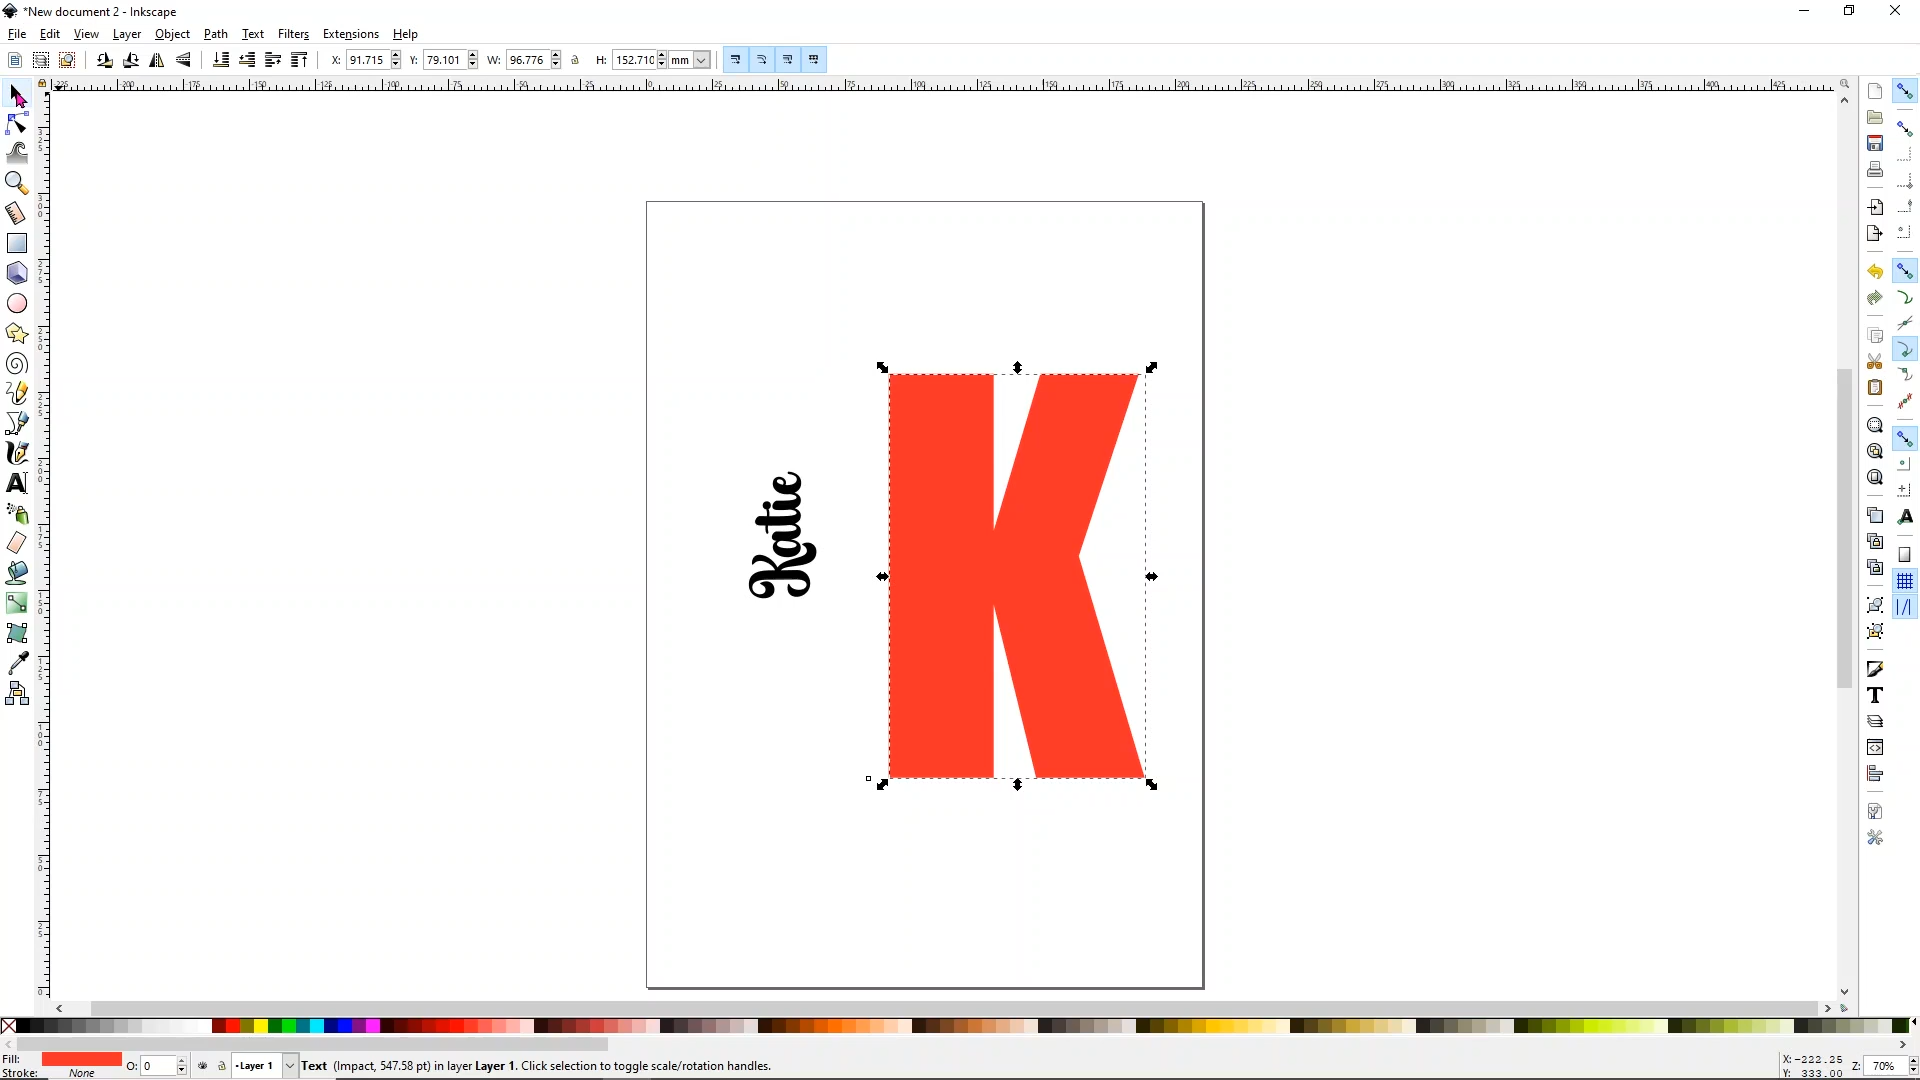 *New document 2 - Inkscape
File Edit View Layer Object Path Text Filters Extensions Help
X: 91.715 Y: 79.101 W: 96.776 H: 152.710 mm
Katie
K
Fill:
Stroke: None
O: 0
•Layer 1
Text (Impact, 547.58 pt) in layer Layer 1. Click selection to toggle scale/rotation handles.
X: -222.25
Y: 333.00
Z: 70%